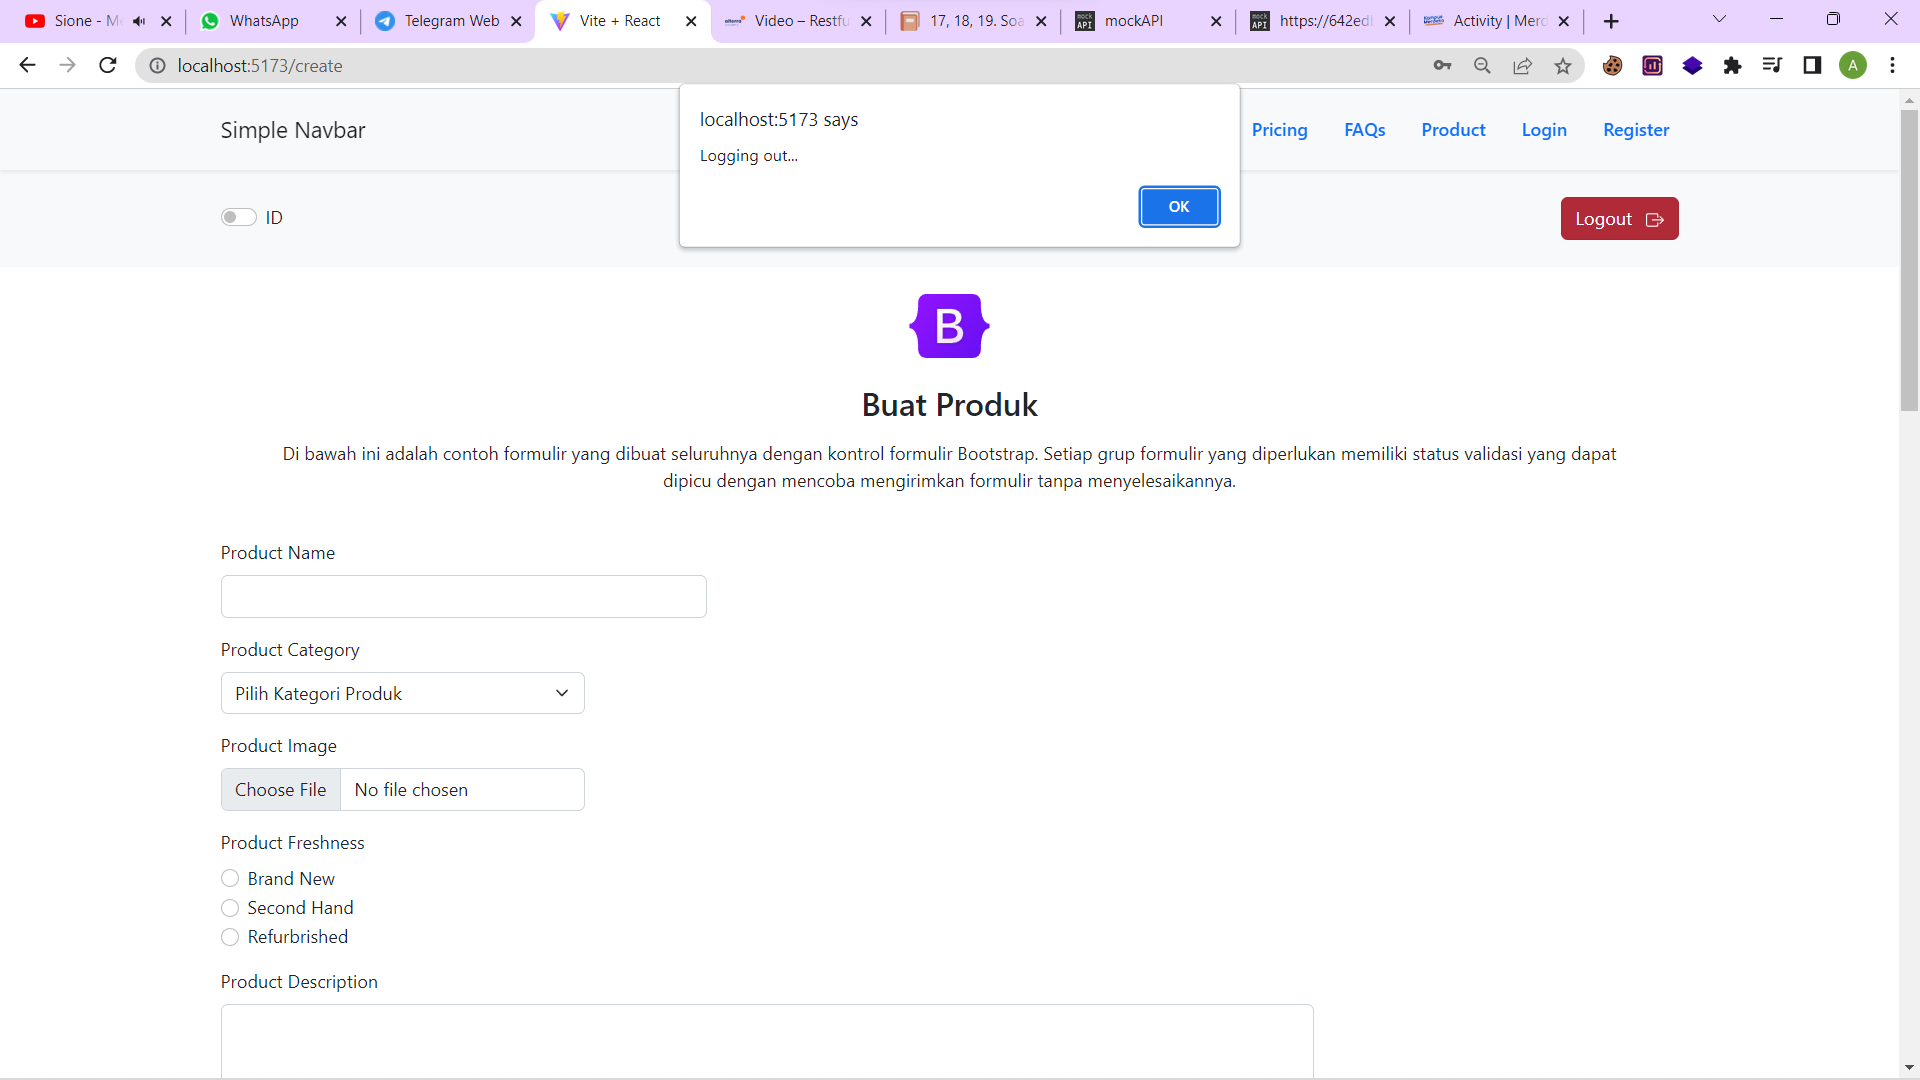 Sione - M
WhatsApp
Telegram Web
Vite + React
Video – Restfu
17, 18, 19. Soa
mockAPI
https://642ed
Activity | Merd
localhost:5173/create
A
Simple Navbar
Pricing
FAQs
Product
Login
Register
localhost:5173 says
Logging out...
OK
ID
Logout
B
Buat Produk
Di bawah ini adalah contoh formulir yang dibuat seluruhnya dengan kontrol formulir Bootstrap. Setiap grup formulir yang diperlukan memiliki status validasi yang dapat
dipicu dengan mencoba mengirimkan formulir tanpa menyelesaikannya.
Product Name
Product Category
Pilih Kategori Produk
Product Image
Choose File
No file chosen
Product Freshness
Brand New
Second Hand
Refurbrished
Product Description